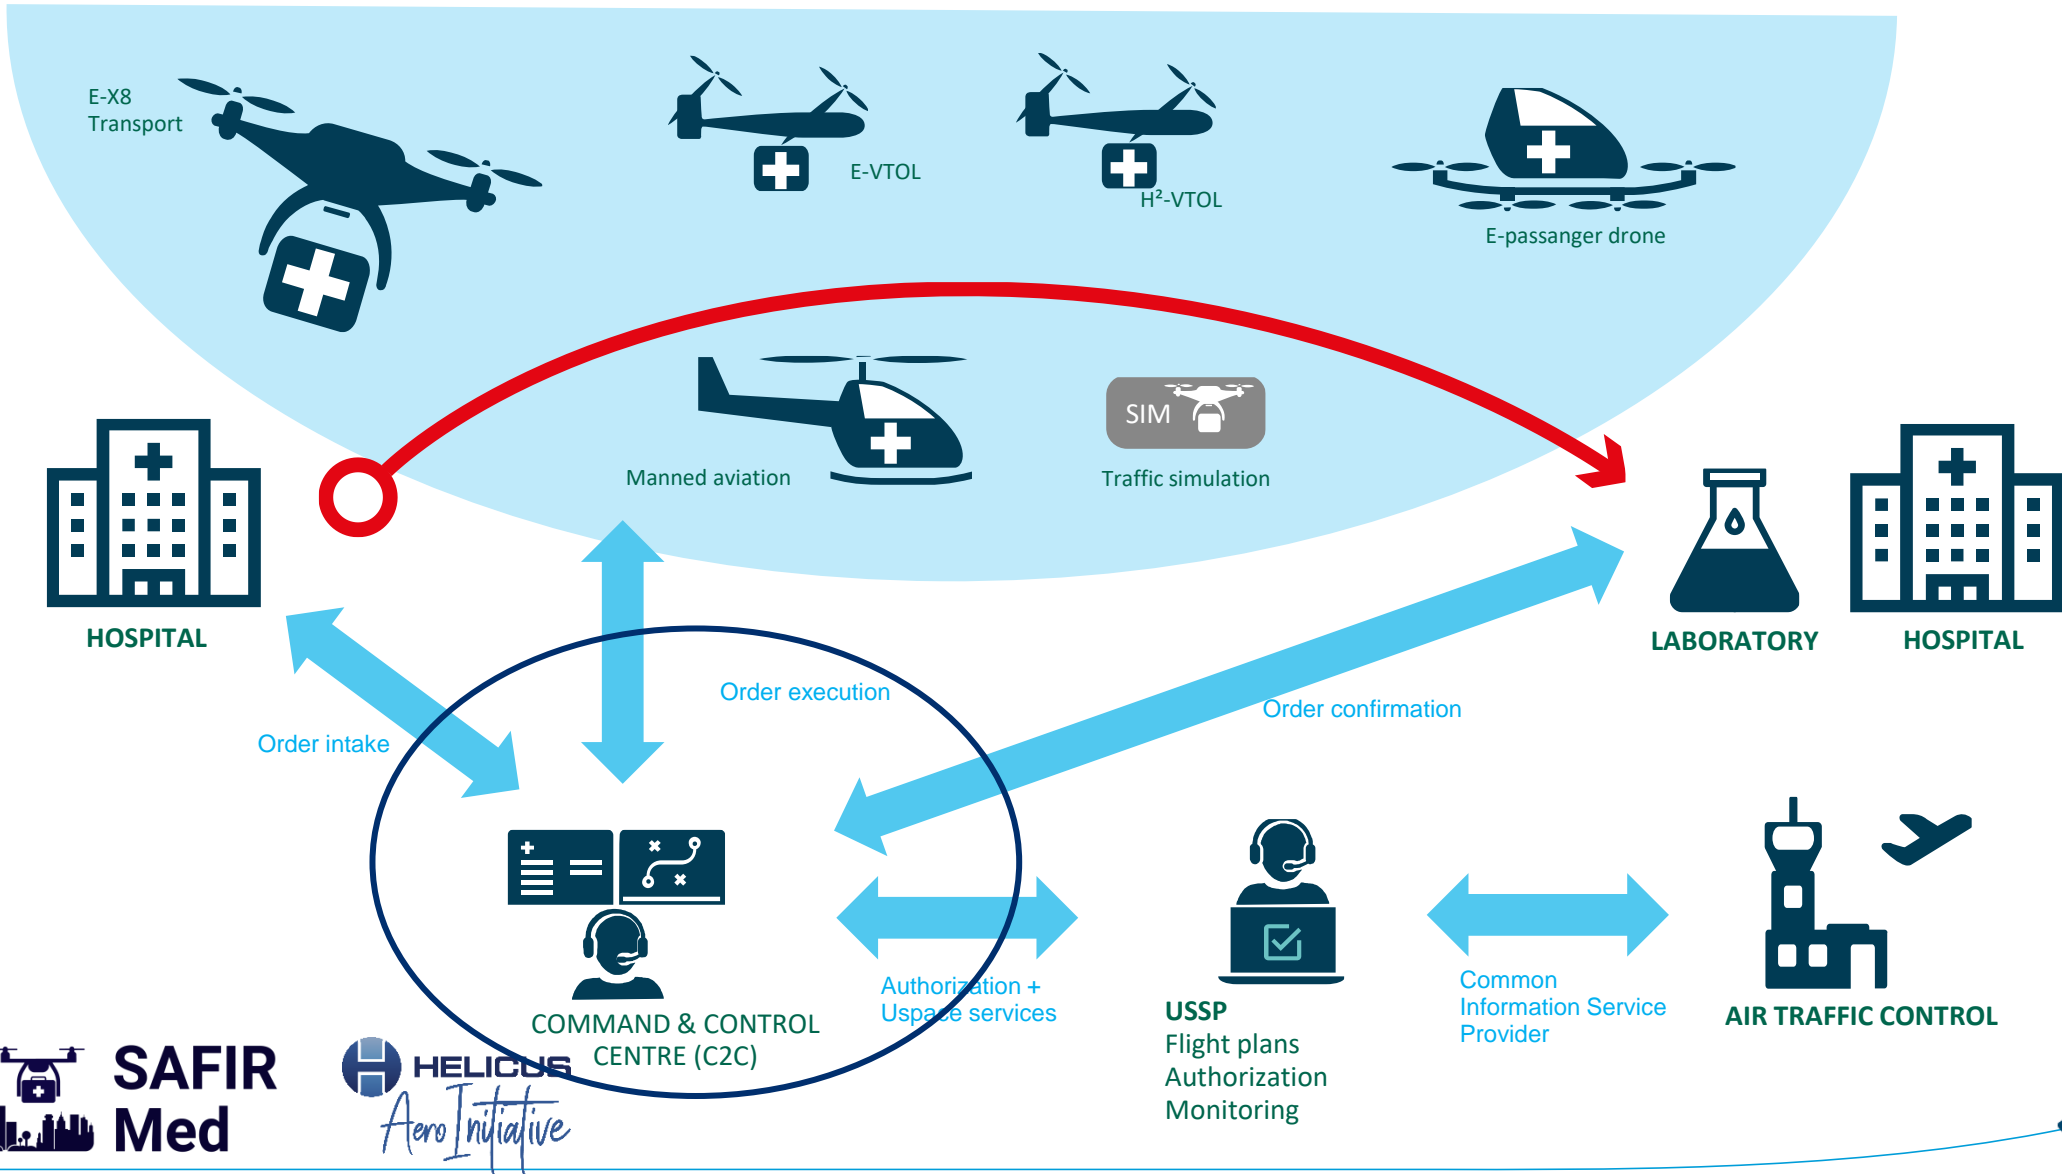 E-X8
Transport
E-VTOL
H²-VTOL
E-passanger drone
Manned aviation
SIM
Traffic simulation
HOSPITAL
LABORATORY
HOSPITAL
Order execution
Order intake
Order confirmation
COMMAND & CONTROL
CENTRE (C2C)
Authorization +
Uspace services
USSP
Flight plans
Authorization
Monitoring
Common
Information Service
Provider
AIR TRAFFIC CONTROL
SAFIR
Med
HELICUS
Aero Initiative